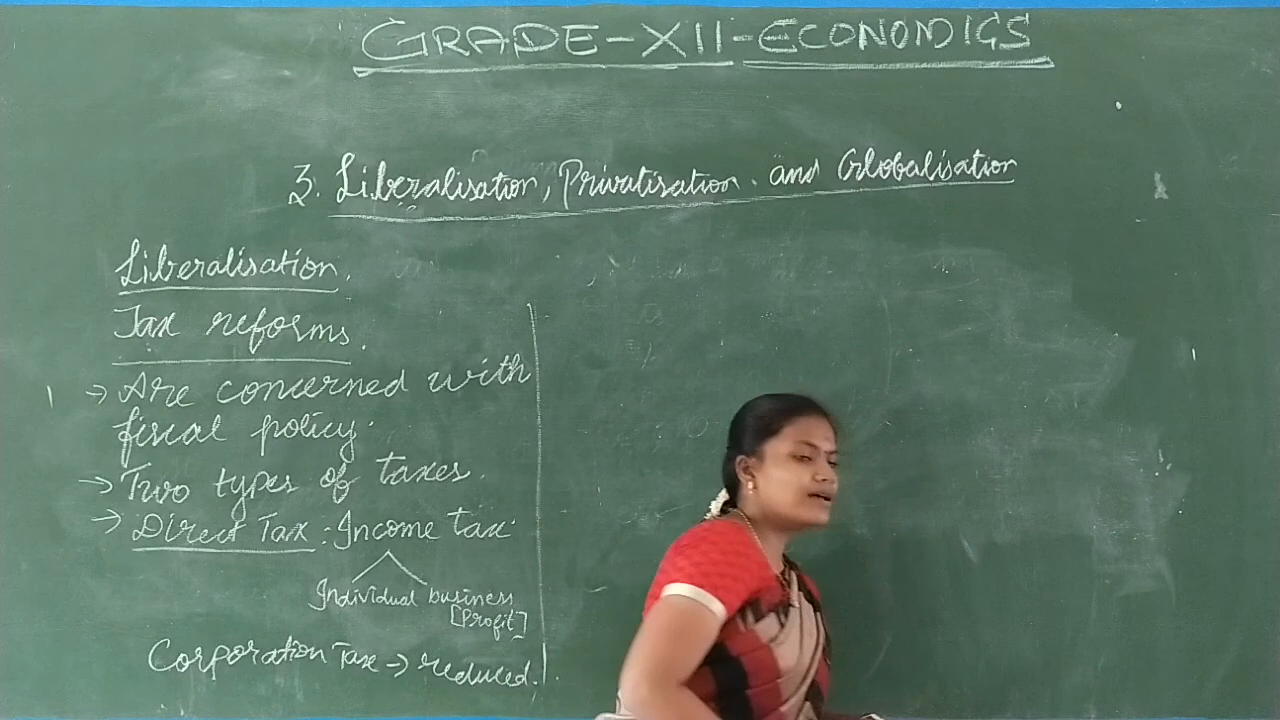 GRADE-XII-ECONOMICS
3. Liberalisation, Privatisation. and Globalisation
Liberalisation.
Tax reforms.
→ Are concerned with
fiscal policy.
→ Two types of taxes.
→ Direct Tax : Income tax.
Individual business
[Profit]
Corporation Tax → reduced.